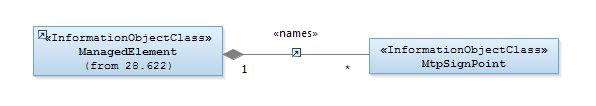 «names»
«InformationObjectClass»
ManagedElement
(from 28.622)
1
*
«InformationObjectClass»
MtpSignPoint